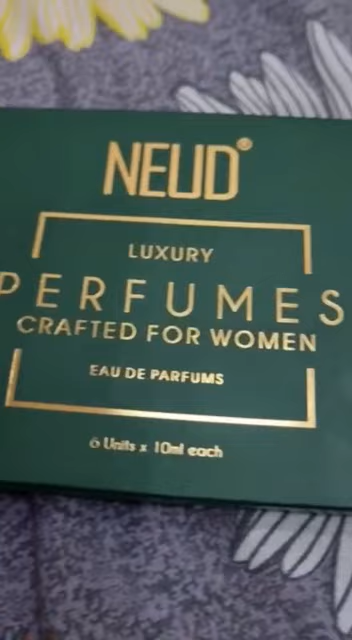 NEUD®
LUXURY
PERFUMES
CRAFTED FOR WOMEN
EAU DE PARFUMS
6 Units x 10ml each